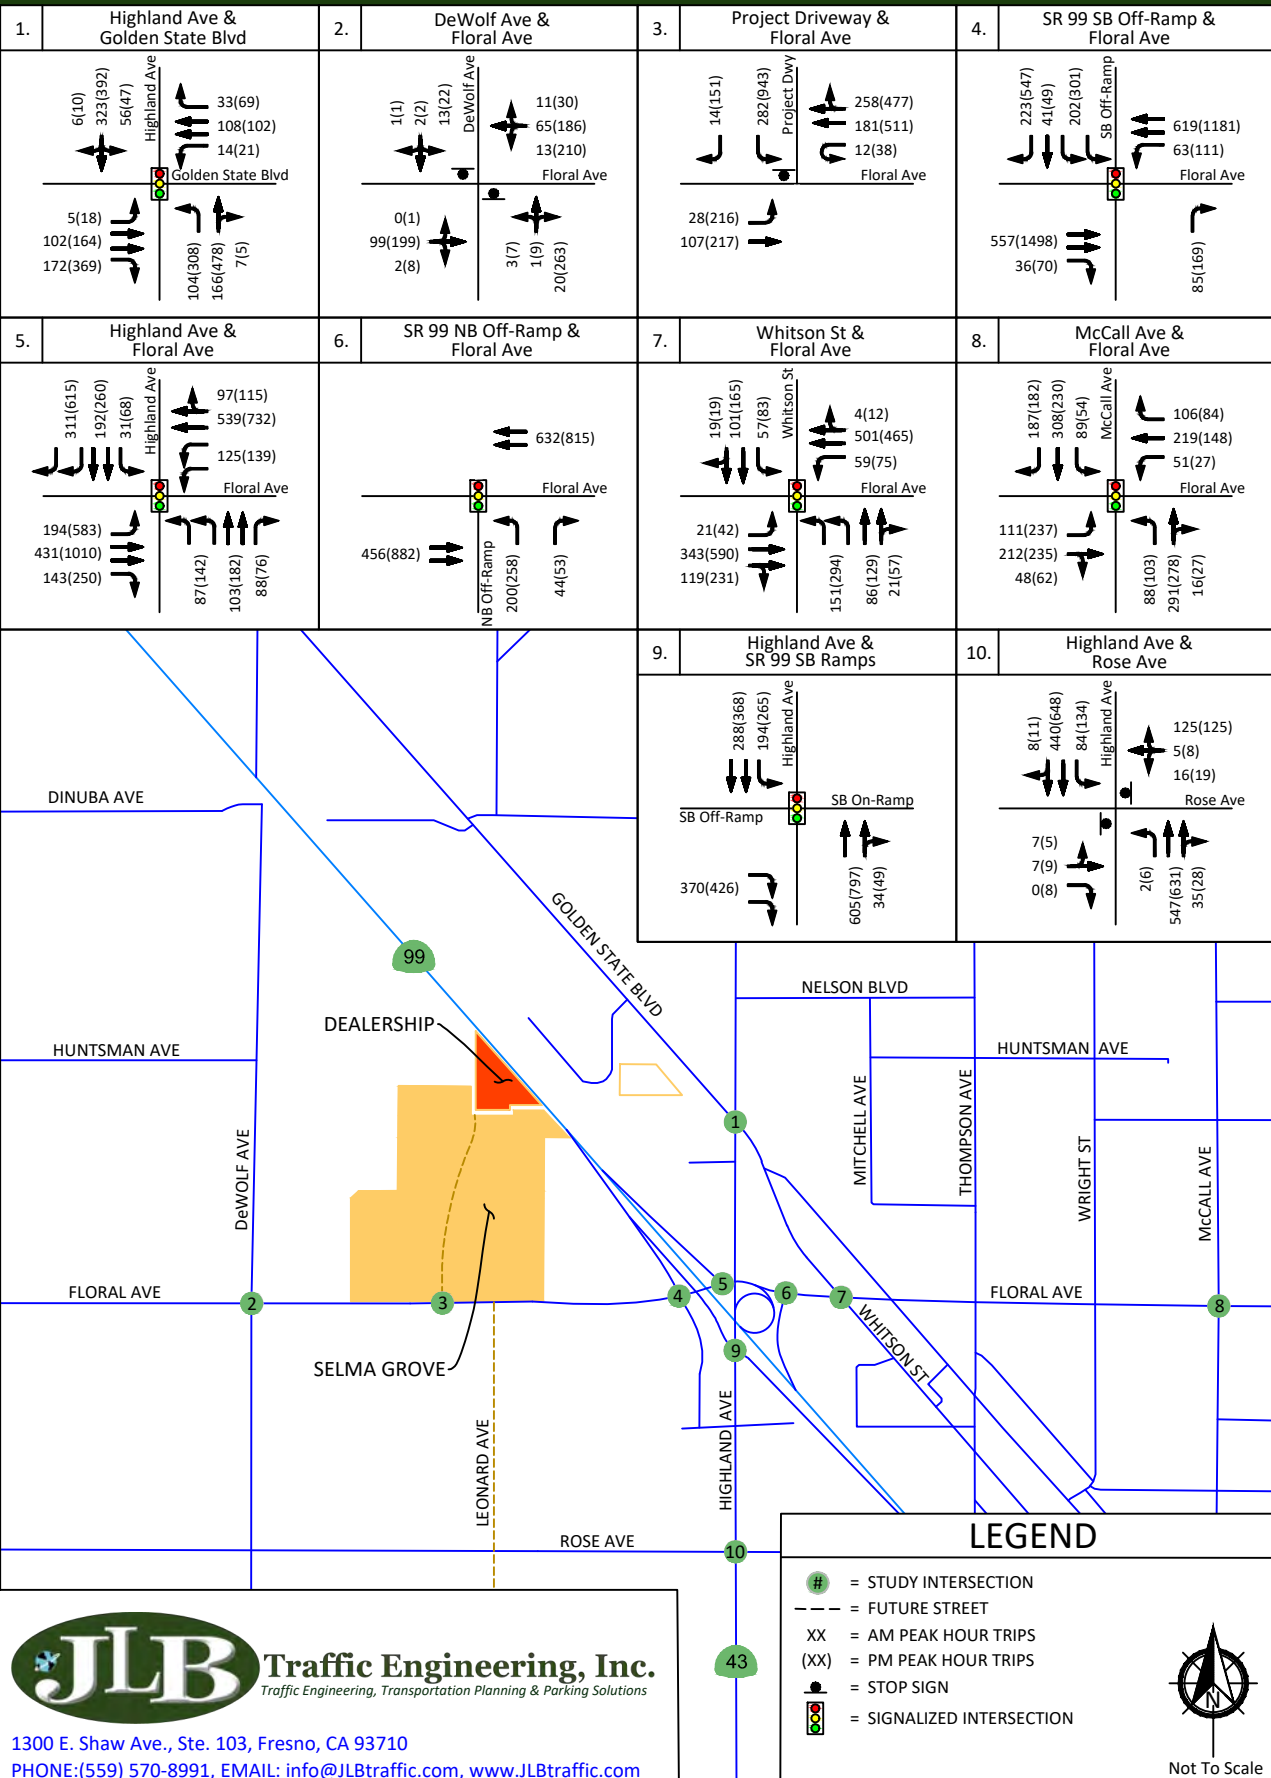 1.
Highland Ave &
Golden State Blvd
6(10)
323(392)
56(47)
Highland Ave
33(69)
108(102)
14(21)
Golden State Blvd
5(18)
102(164)
172(369)
104(308)
166(478)
7(5)
2.
DeWolf Ave &
Floral Ave
1(1)
2(2)
13(22)
DeWolf Ave
11(30)
65(186)
13(210)
Floral Ave
0(1)
99(199)
2(8)
3(7)
1(9)
20(263)
3.
Project Driveway &
Floral Ave
14(151)
282(943)
Project Dwy
258(477)
181(511)
12(38)
Floral Ave
28(216)
107(217)
4.
SR 99 SB Off-Ramp &
Floral Ave
223(547)
41(49)
202(301)
SB Off-Ramp
619(1181)
63(111)
Floral Ave
557(1498)
36(70)
85(169)
5.
Highland Ave &
Floral Ave
311(615)
192(260)
31(68)
Highland Ave
97(115)
539(732)
125(139)
Floral Ave
194(583)
431(1010)
143(250)
87(142)
103(182)
88(76)
6.
SR 99 NB Off-Ramp &
Floral Ave
632(815)
Floral Ave
456(882)
NB Off-Ramp
200(258)
44(53)
7.
Whitson St &
Floral Ave
19(19)
101(165)
57(83)
Whitson St
4(12)
501(465)
59(75)
Floral Ave
21(42)
343(590)
119(231)
151(294)
86(129)
21(57)
8.
McCall Ave &
Floral Ave
187(182)
308(230)
89(54)
McCall Ave
106(84)
219(148)
51(27)
Floral Ave
111(237)
212(235)
48(62)
88(103)
291(278)
16(27)
9.
Highland Ave &
SR 99 SB Ramps
288(368)
194(265)
Highland Ave
SB On-Ramp
SB Off-Ramp
370(426)
605(797)
34(49)
10.
Highland Ave &
Rose Ave
8(11)
440(648)
84(134)
Highland Ave
125(125)
5(8)
16(19)
Rose Ave
7(5)
7(9)
0(8)
2(6)
547(631)
35(28)
DINUBA AVE
GOLDEN STATE BLVD
99
NELSON BLVD
DEALERSHIP
HUNTSMAN AVE
HUNTSMAN AVE
MITCHELL AVE
THOMPSON AVE
WRIGHT ST
McCALL AVE
DeWOLF AVE
1
FLORAL AVE
2
3
4
5
6
7
FLORAL AVE
8
9
WHITSON ST
SELMA GROVE
LEONARD AVE
HIGHLAND AVE
ROSE AVE
10
43
LEGEND
# = STUDY INTERSECTION
= FUTURE STREET
XX = AM PEAK HOUR TRIPS
(XX) = PM PEAK HOUR TRIPS
= STOP SIGN
= SIGNALIZED INTERSECTION
N
Not To Scale
JLB
Traffic Engineering, Inc.
Traffic Engineering, Transportation Planning & Parking Solutions
1300 E. Shaw Ave., Ste. 103, Fresno, CA 93710
PHONE:(559) 570-8991, EMAIL: info@JLBtraffic.com, www.JLBtraffic.com